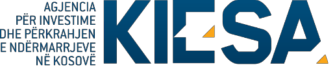 AGJENCIA
PËR INVESTIME
DHE PËRKRAHJEN
E NDËRMARRJEVE
NË KOSOVË
KIESA